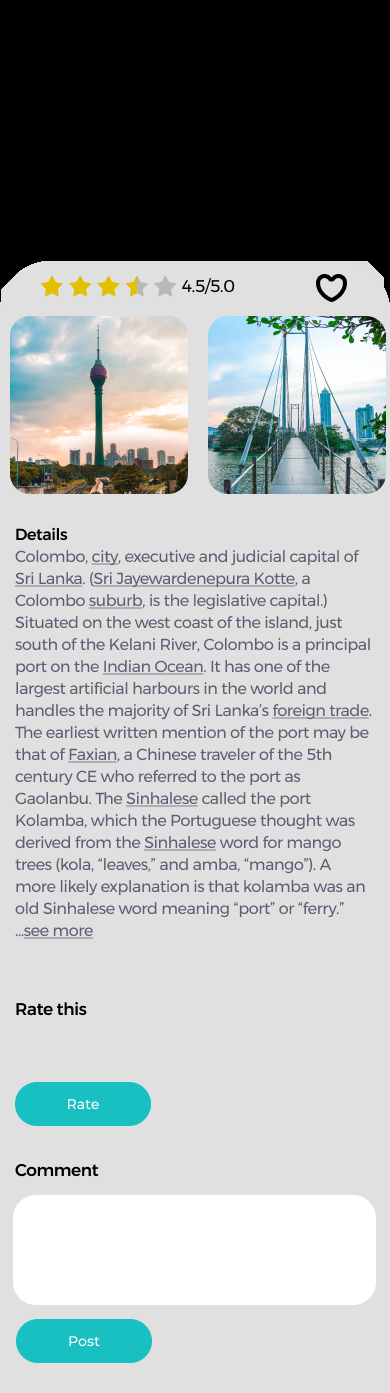 4.5/5.0
Details
Colombo, city, executive and judicial capital of
Sri Lanka. (Sri Jayewardenepura Kotte, a
Colombo suburb, is the legislative capital.)
Situated on the west coast of the island, just
south of the Kelani River, Colombo is a principal
port on the Indian Ocean. It has one of the
largest artificial harbours in the world and
handles the majority of Sri Lanka’s foreign trade.
The earliest written mention of the port may be
that of Faxian, a Chinese traveler of the 5th
century CE who referred to the port as
Gaolanbu. The Sinhalese called the port
Kolamba, which the Portuguese thought was
derived from the Sinhalese word for mango
trees (kola, “leaves,” and amba, “mango”). A
more likely explanation is that kolamba was an
old Sinhalese word meaning “port” or “ferry.”
...see more
Rate this
Rate
Comment
Post